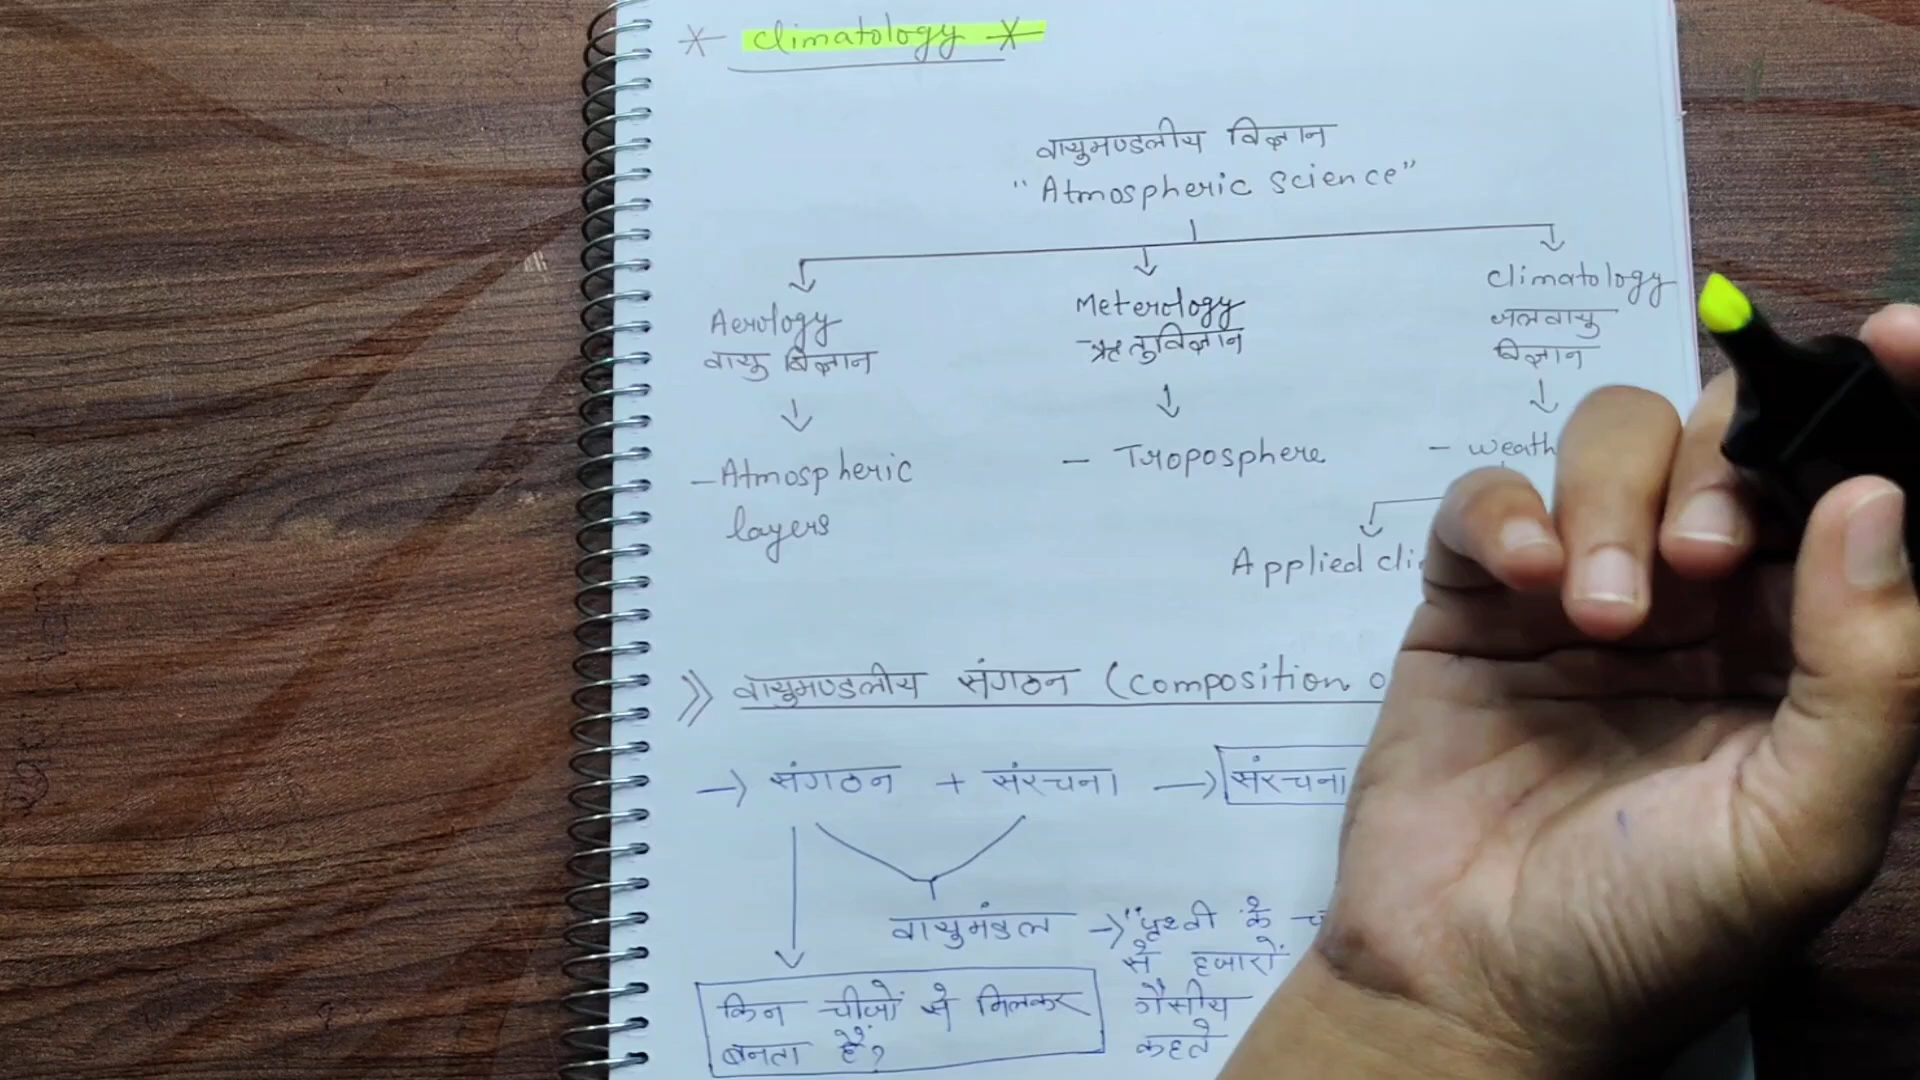 * Climatology *
वायुमण्डलीय विज्ञान
"Atmospheric science"
Aerology
वायु विज्ञान
Meterology
ऋतुविज्ञान
Climatology
जलवायु
विज्ञान
- Atmospheric
layers
- Troposphere
- weath
Applied cli
>> वायुमण्डलीय संगठन (composition o
→ संगठन + संरचना → संरचना
वायुमंडल → "पृथ्वी के
से हजारों
गैसीय
कहते
किन चीजों से मिलकर
बनता है?